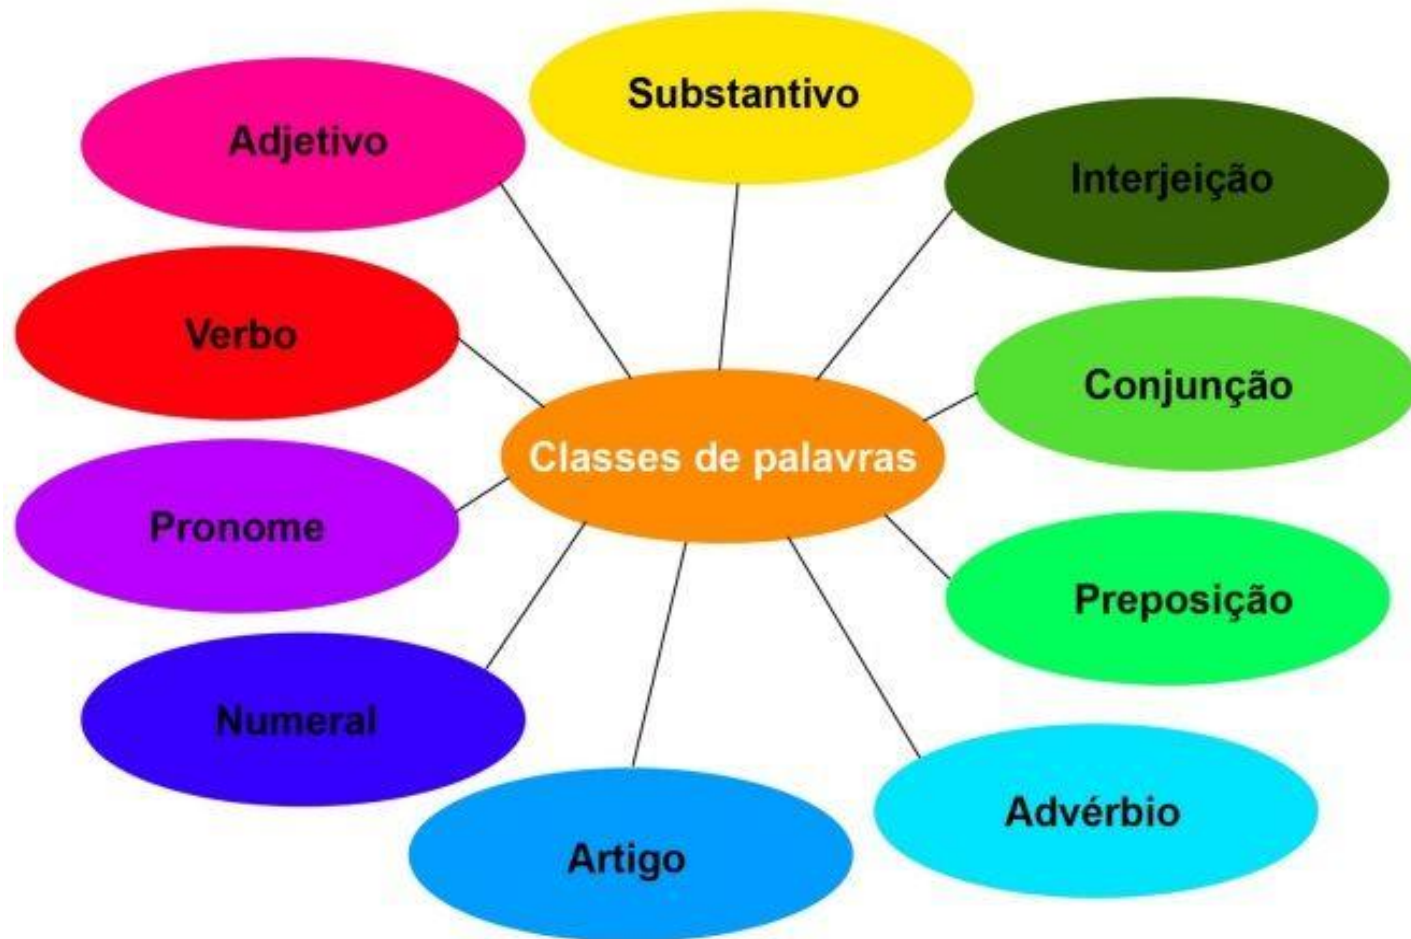 Substantivo
Adjetivo
Interjeição
Verbo
Conjunção
Classes de palavras
Pronome
Preposição
Numeral
Advérbio
Artigo